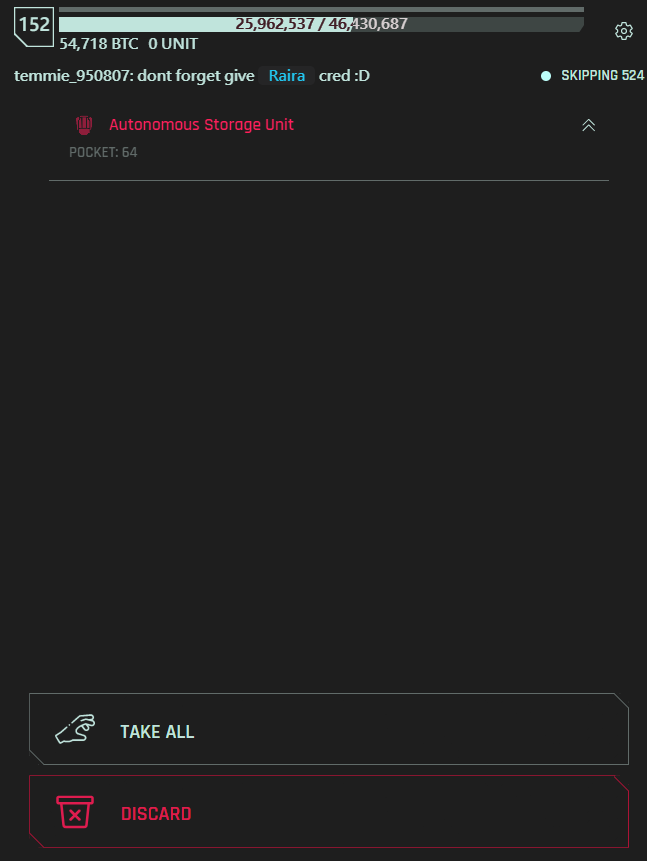 152
25,962,537 / 46,430,687
54,718 BTC 0 UNIT
temmie_950807: dont forget give Raira cred :D
SKIPPING 524
Autonomous Storage Unit
POCKET: 64
TAKE ALL
DISCARD